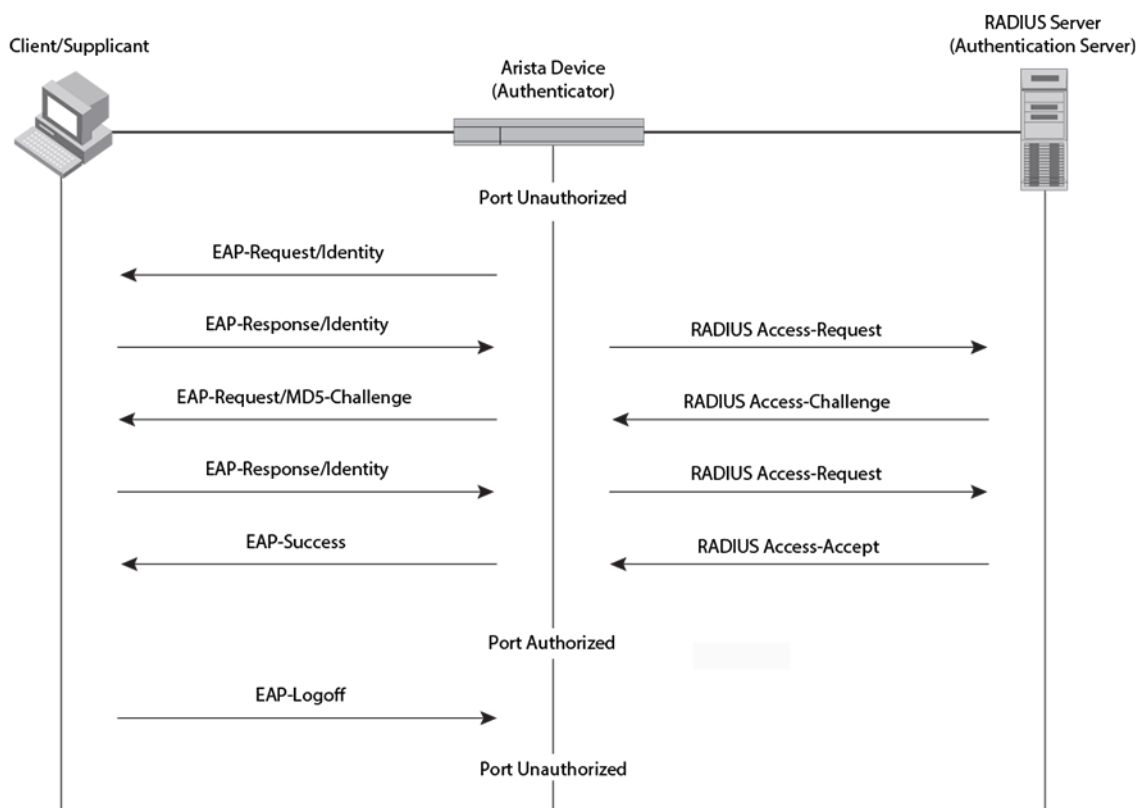 RADIUS Server
(Authentication Server)
Client/Supplicant
Arista Device
(Authenticator)
Port Unauthorized
EAP-Request/Identity
EAP-Response/Identity
RADIUS Access-Request
EAP-Request/MD5-Challenge
RADIUS Access-Challenge
EAP-Response/Identity
RADIUS Access-Request
EAP-Success
RADIUS Access-Accept
Port Authorized
EAP-Logoff
Port Unauthorized